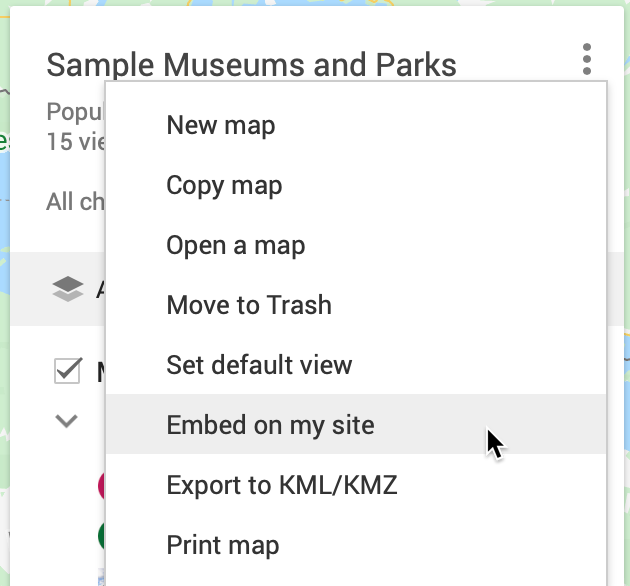 Sample Museums and Parks
Popul
15 vie
All ch
New map
Copy map
Open a map
Move to Trash
Set default view
Embed on my site
Export to KML/KMZ
Print map